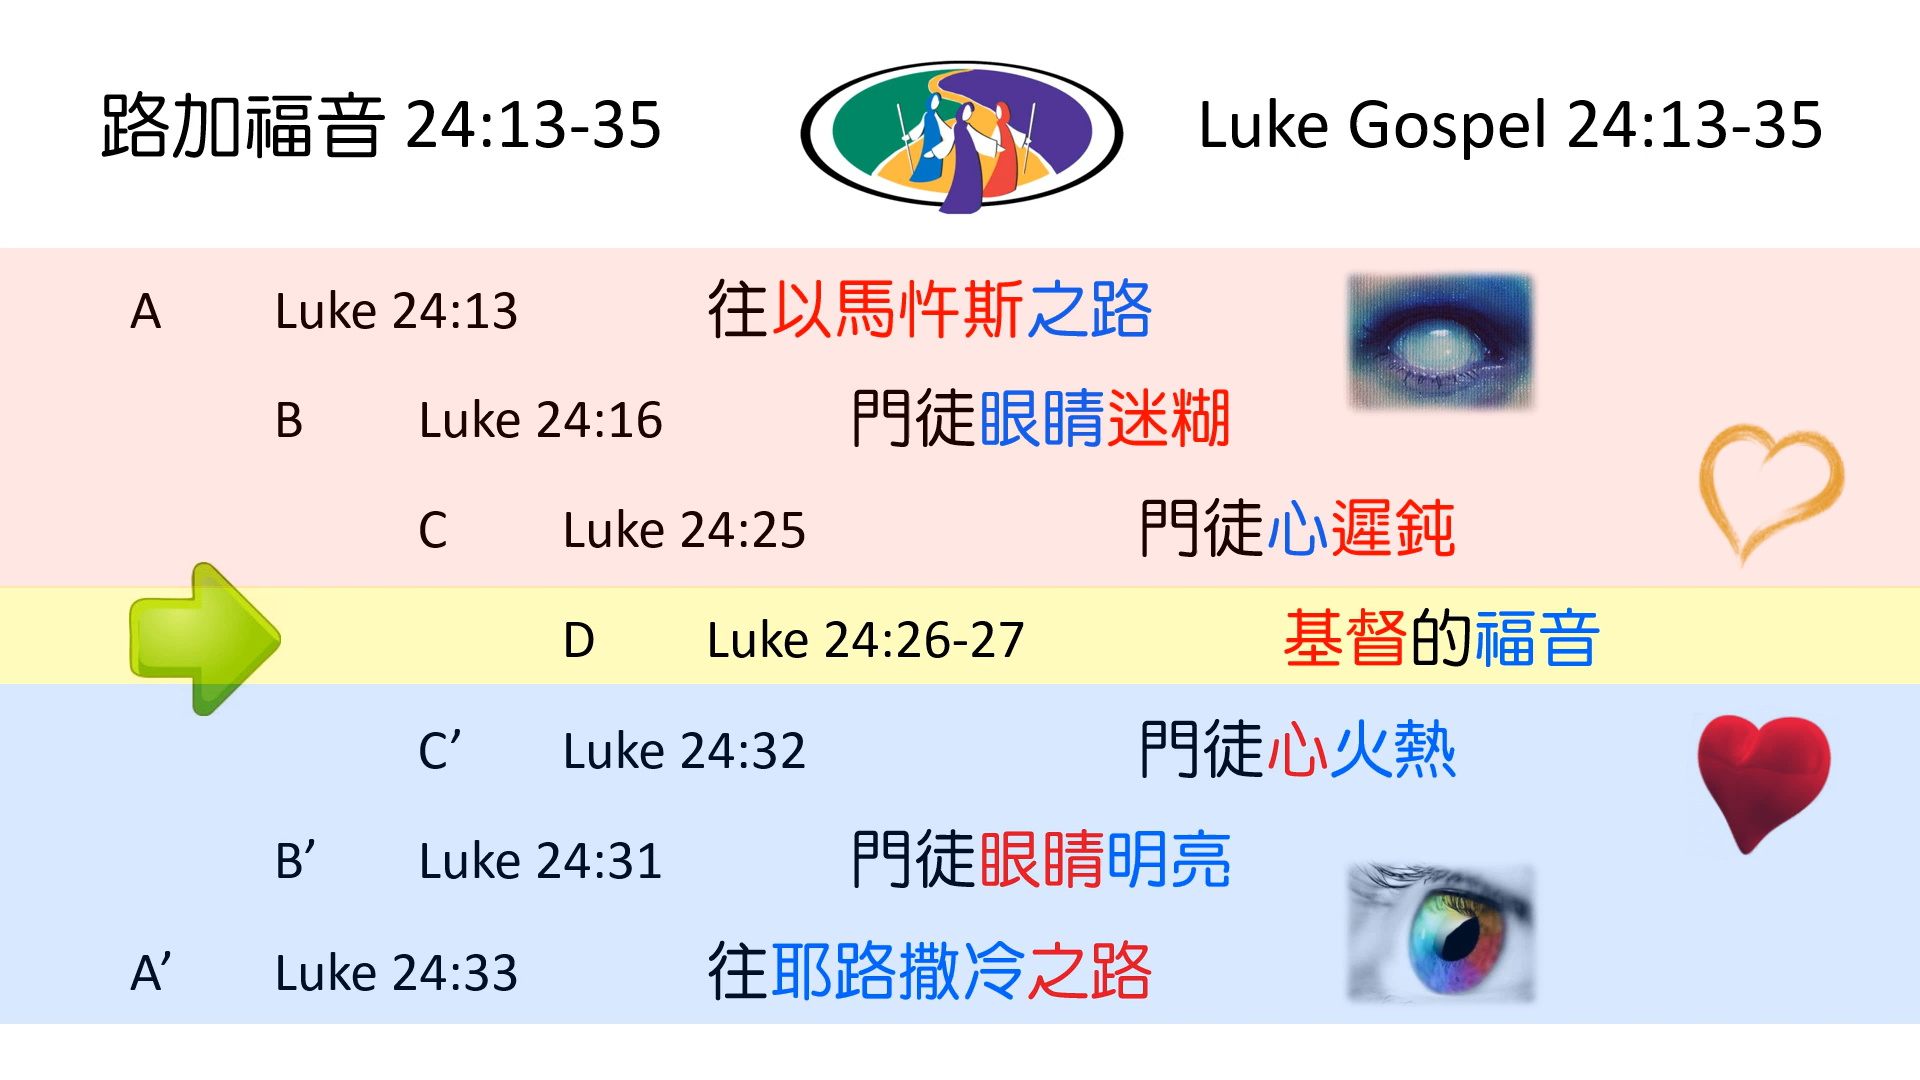 路加福音 24:13-35
Luke Gospel 24:13-35
A Luke 24:13 往以馬忤斯之路
B Luke 24:16 門徒眼睛迷糊
C Luke 24:25 門徒心遲鈍
D Luke 24:26-27 基督的福音
C’ Luke 24:32 門徒心火熱
B’ Luke 24:31 門徒眼睛明亮
A’ Luke 24:33 往耶路撒冷之路